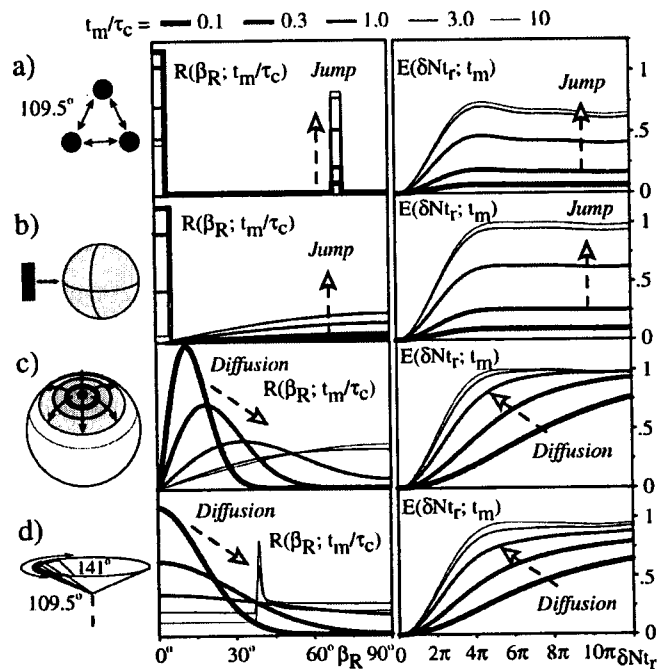 t_m/τ_c = 0.1 0.3 1.0 3.0 10
a) 109.5° R(β_R; t_m/τ_c) Jump E(δNt_r; t_m) Jump 1 .5 0
b) R(β_R; t_m/τ_c) Jump E(δNt_r; t_m) Jump 1 .5 0
c) Diffusion R(β_R; t_m/τ_c) E(δNt_r; t_m) Diffusion 1 .5 0
d) 141° 109.5° Diffusion R(β_R; t_m/τ_c) E(δNt_r; t_m) Diffusion 1 .5 0
0° 30° 60° β_R 90° 2π 4π 6π 8π 10π δNt_r